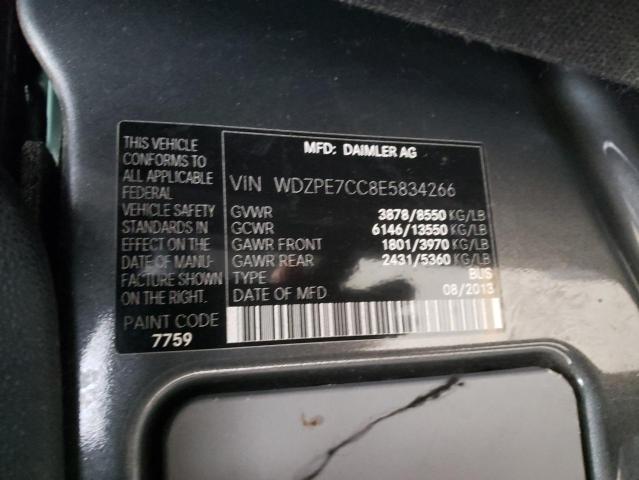 THIS VEHICLE
CONFORMS TO
ALL APPLICABLE
FEDERAL
VEHICLE SAFETY
STANDARDS IN
EFFECT ON THE
DATE OF MANU-
FACTURE SHOWN
ON THE RIGHT.
PAINT CODE
7759
MFD: DAIMLER AG
VIN WDZPE7CC8E5834266
GVWR 3878/8550 KG/LB
GCWR 6146/13550 KG/LB
GAWR FRONT 1801/3970 KG/LB
GAWR REAR 2431/5360 KG/LB
TYPE BUS
DATE OF MFD 08/2013